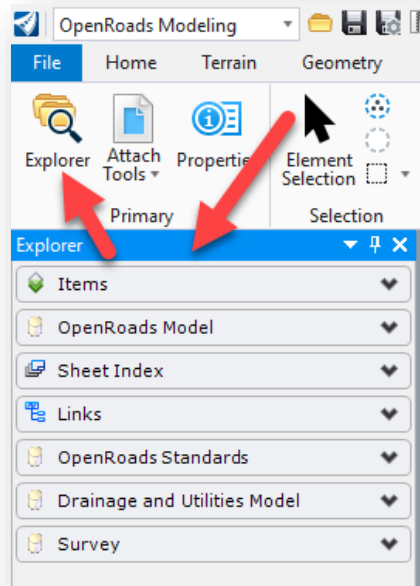 OpenRoads Modeling
File Home Terrain Geometry
Explorer Attach Tools Element Selection
Primary Selection
Explorer
Items
OpenRoads Model
Sheet Index
Links
OpenRoads Standards
Drainage and Utilities Model
Survey